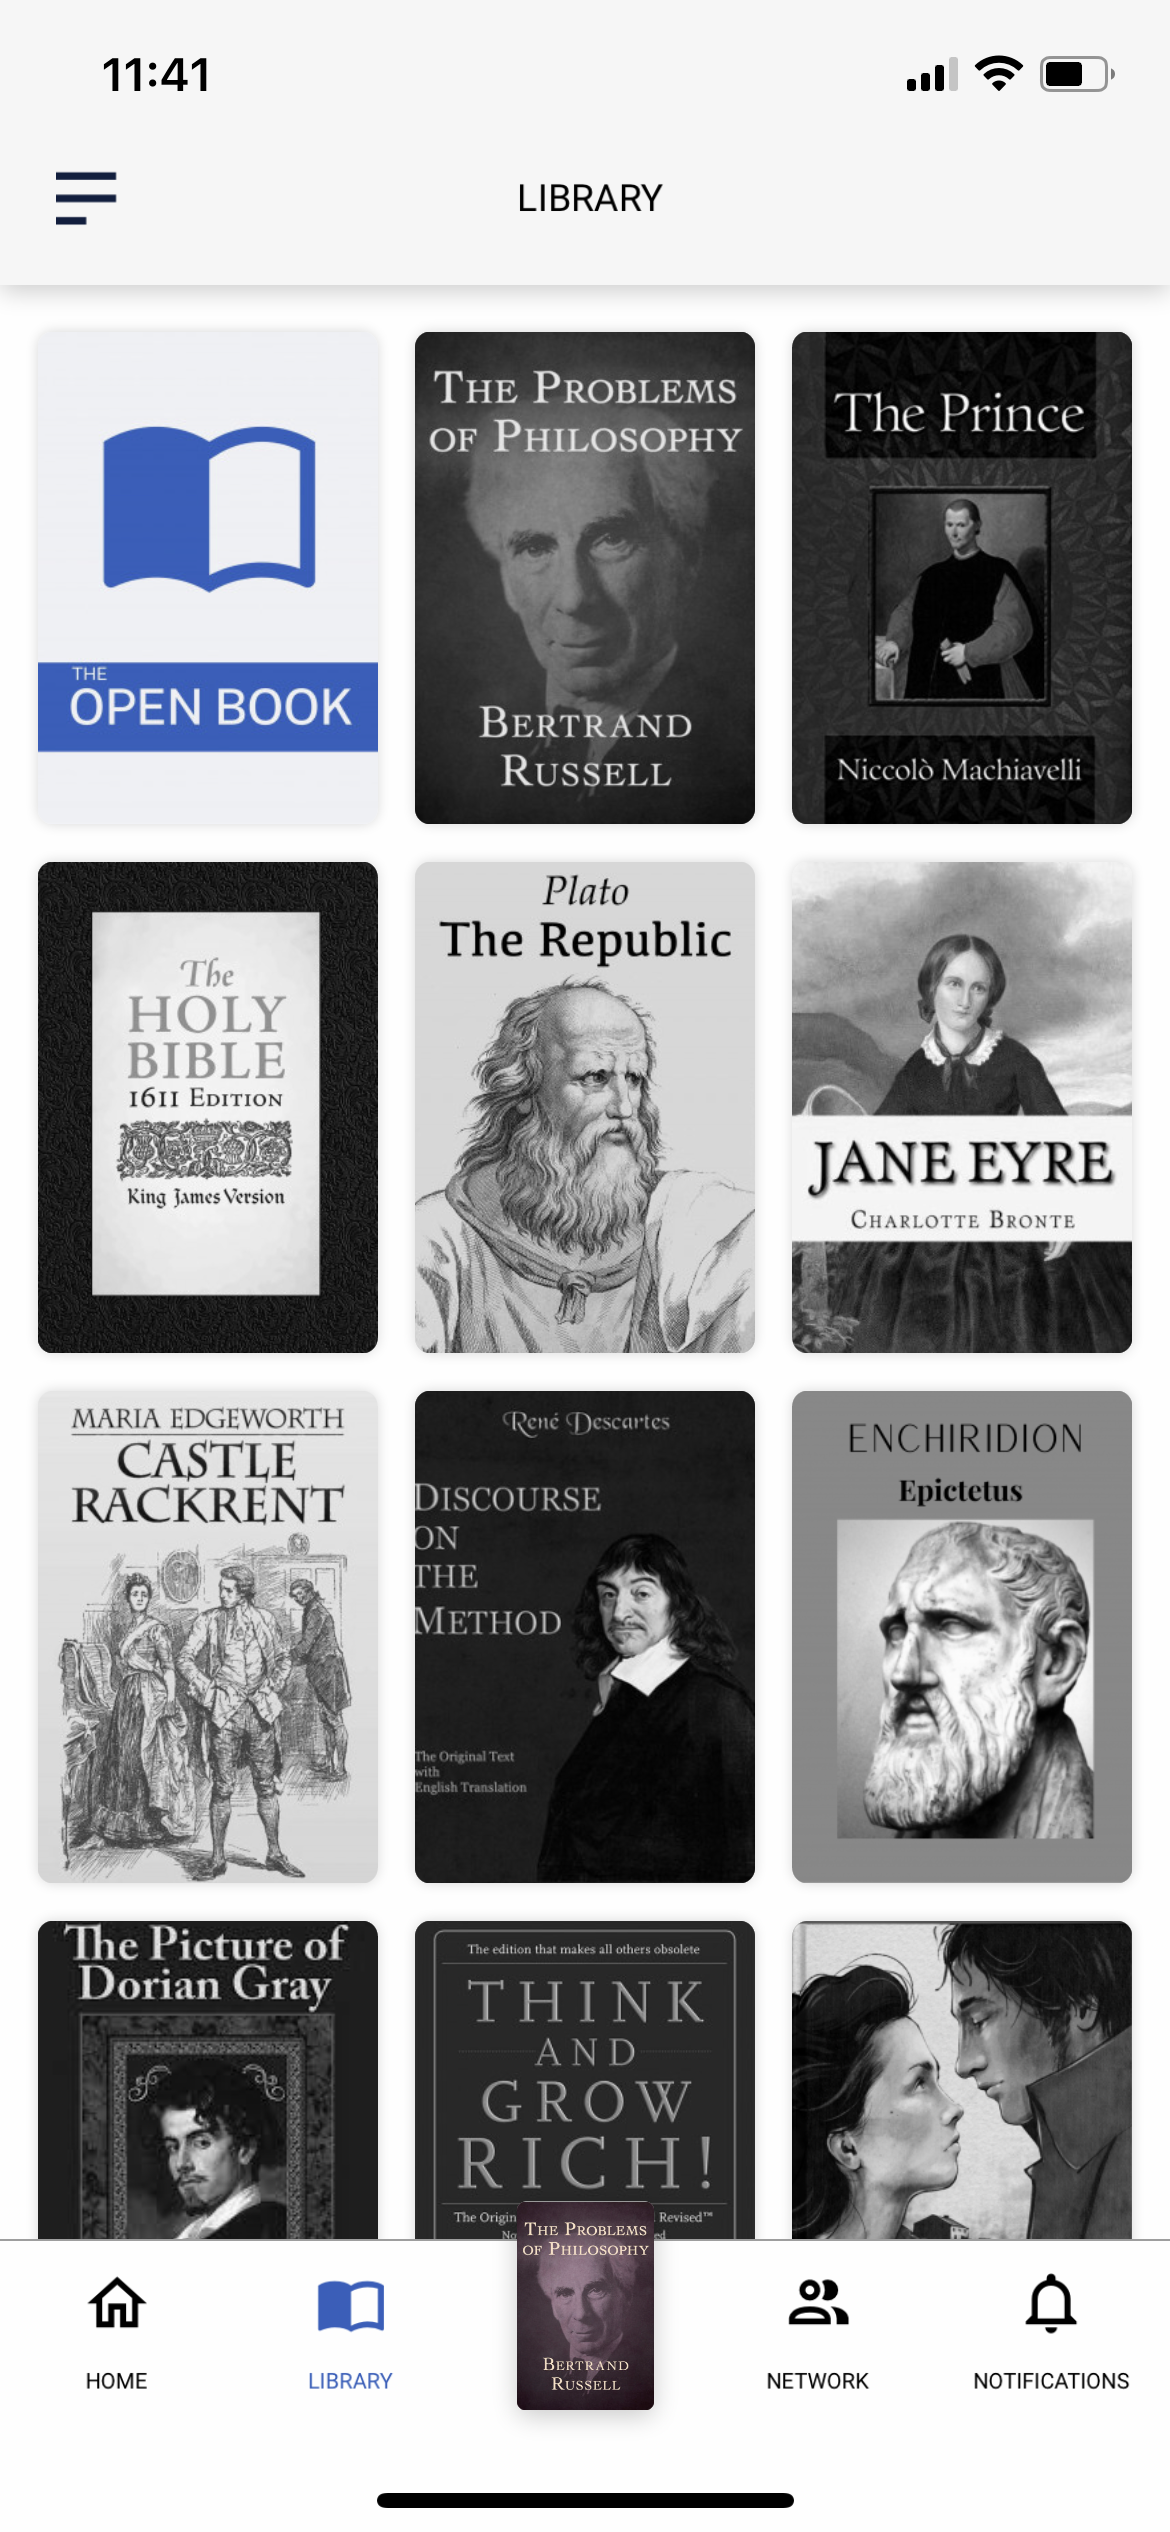 11:41
LIBRARY
THE
OPEN BOOK
THE PROBLEMS
OF PHILOSOPHY
BERTRAND
RUSSELL
The Prince
Niccolò Machiavelli
The
HOLY
BIBLE
1611 EDITION
King James Version
Plato
The Republic
JANE EYRE
CHARLOTTE BRONTE
MARIA EDGEWORTH
CASTLE
RACKRENT
René Descartes
DISCOURSE
ON
THE
METHOD
The Original Text
with
English Translation
ENCHIRIDION
Epictetus
The Picture of
Dorian Gray
The edition that makes all others obsolete
THINK
AND
GROW
RICH!
The Revised™
THE PROBLEMS
OF PHILOSOPHY
BERTRAND
RUSSELL
HOME
LIBRARY
NETWORK
NOTIFICATIONS